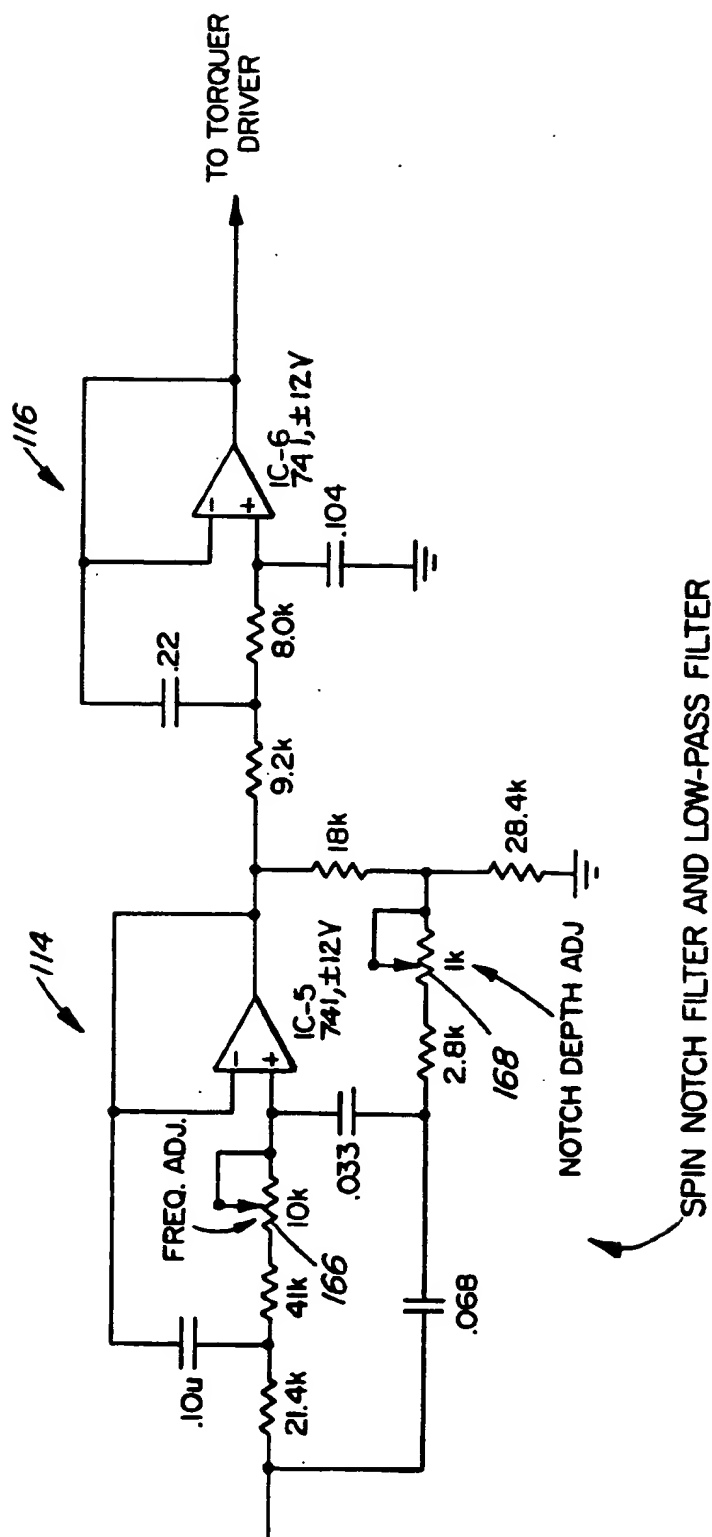 114
116
TO TORQUER
DRIVER
.10u
.22
FREQ. ADJ.
21.4k
41k
10k
166
-
+
IC-5
741,±12V
9.2k
8.0k
-
+
IC-6
741,±12V
.104
.033
18k
.068
2.8k
1k
168
28.4k
NOTCH DEPTH ADJ
SPIN NOTCH FILTER AND LOW-PASS FILTER